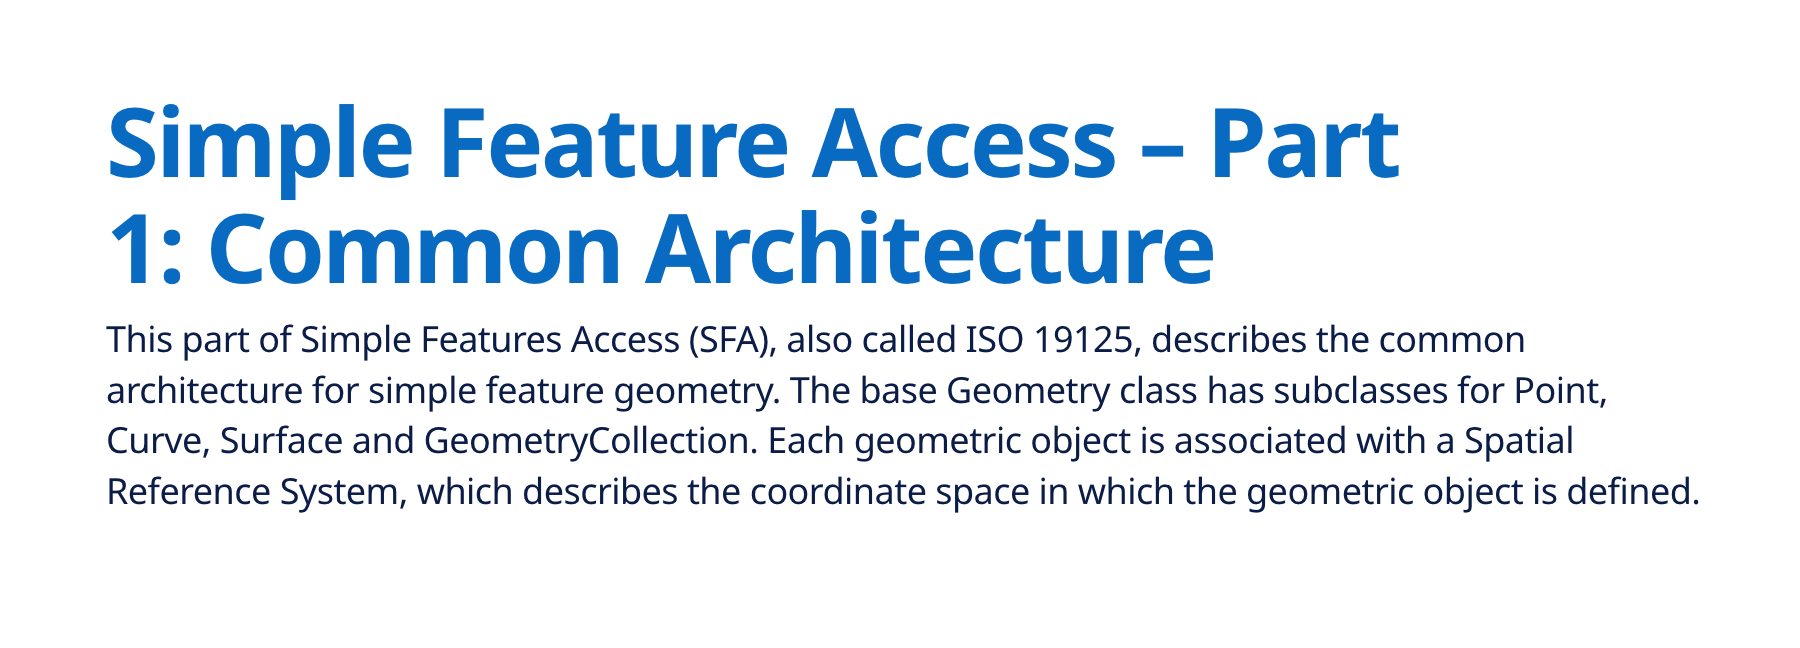 Simple Feature Access – Part
1: Common Architecture
This part of Simple Features Access (SFA), also called ISO 19125, describes the common
architecture for simple feature geometry. The base Geometry class has subclasses for Point,
Curve, Surface and GeometryCollection. Each geometric object is associated with a Spatial
Reference System, which describes the coordinate space in which the geometric object is defined.